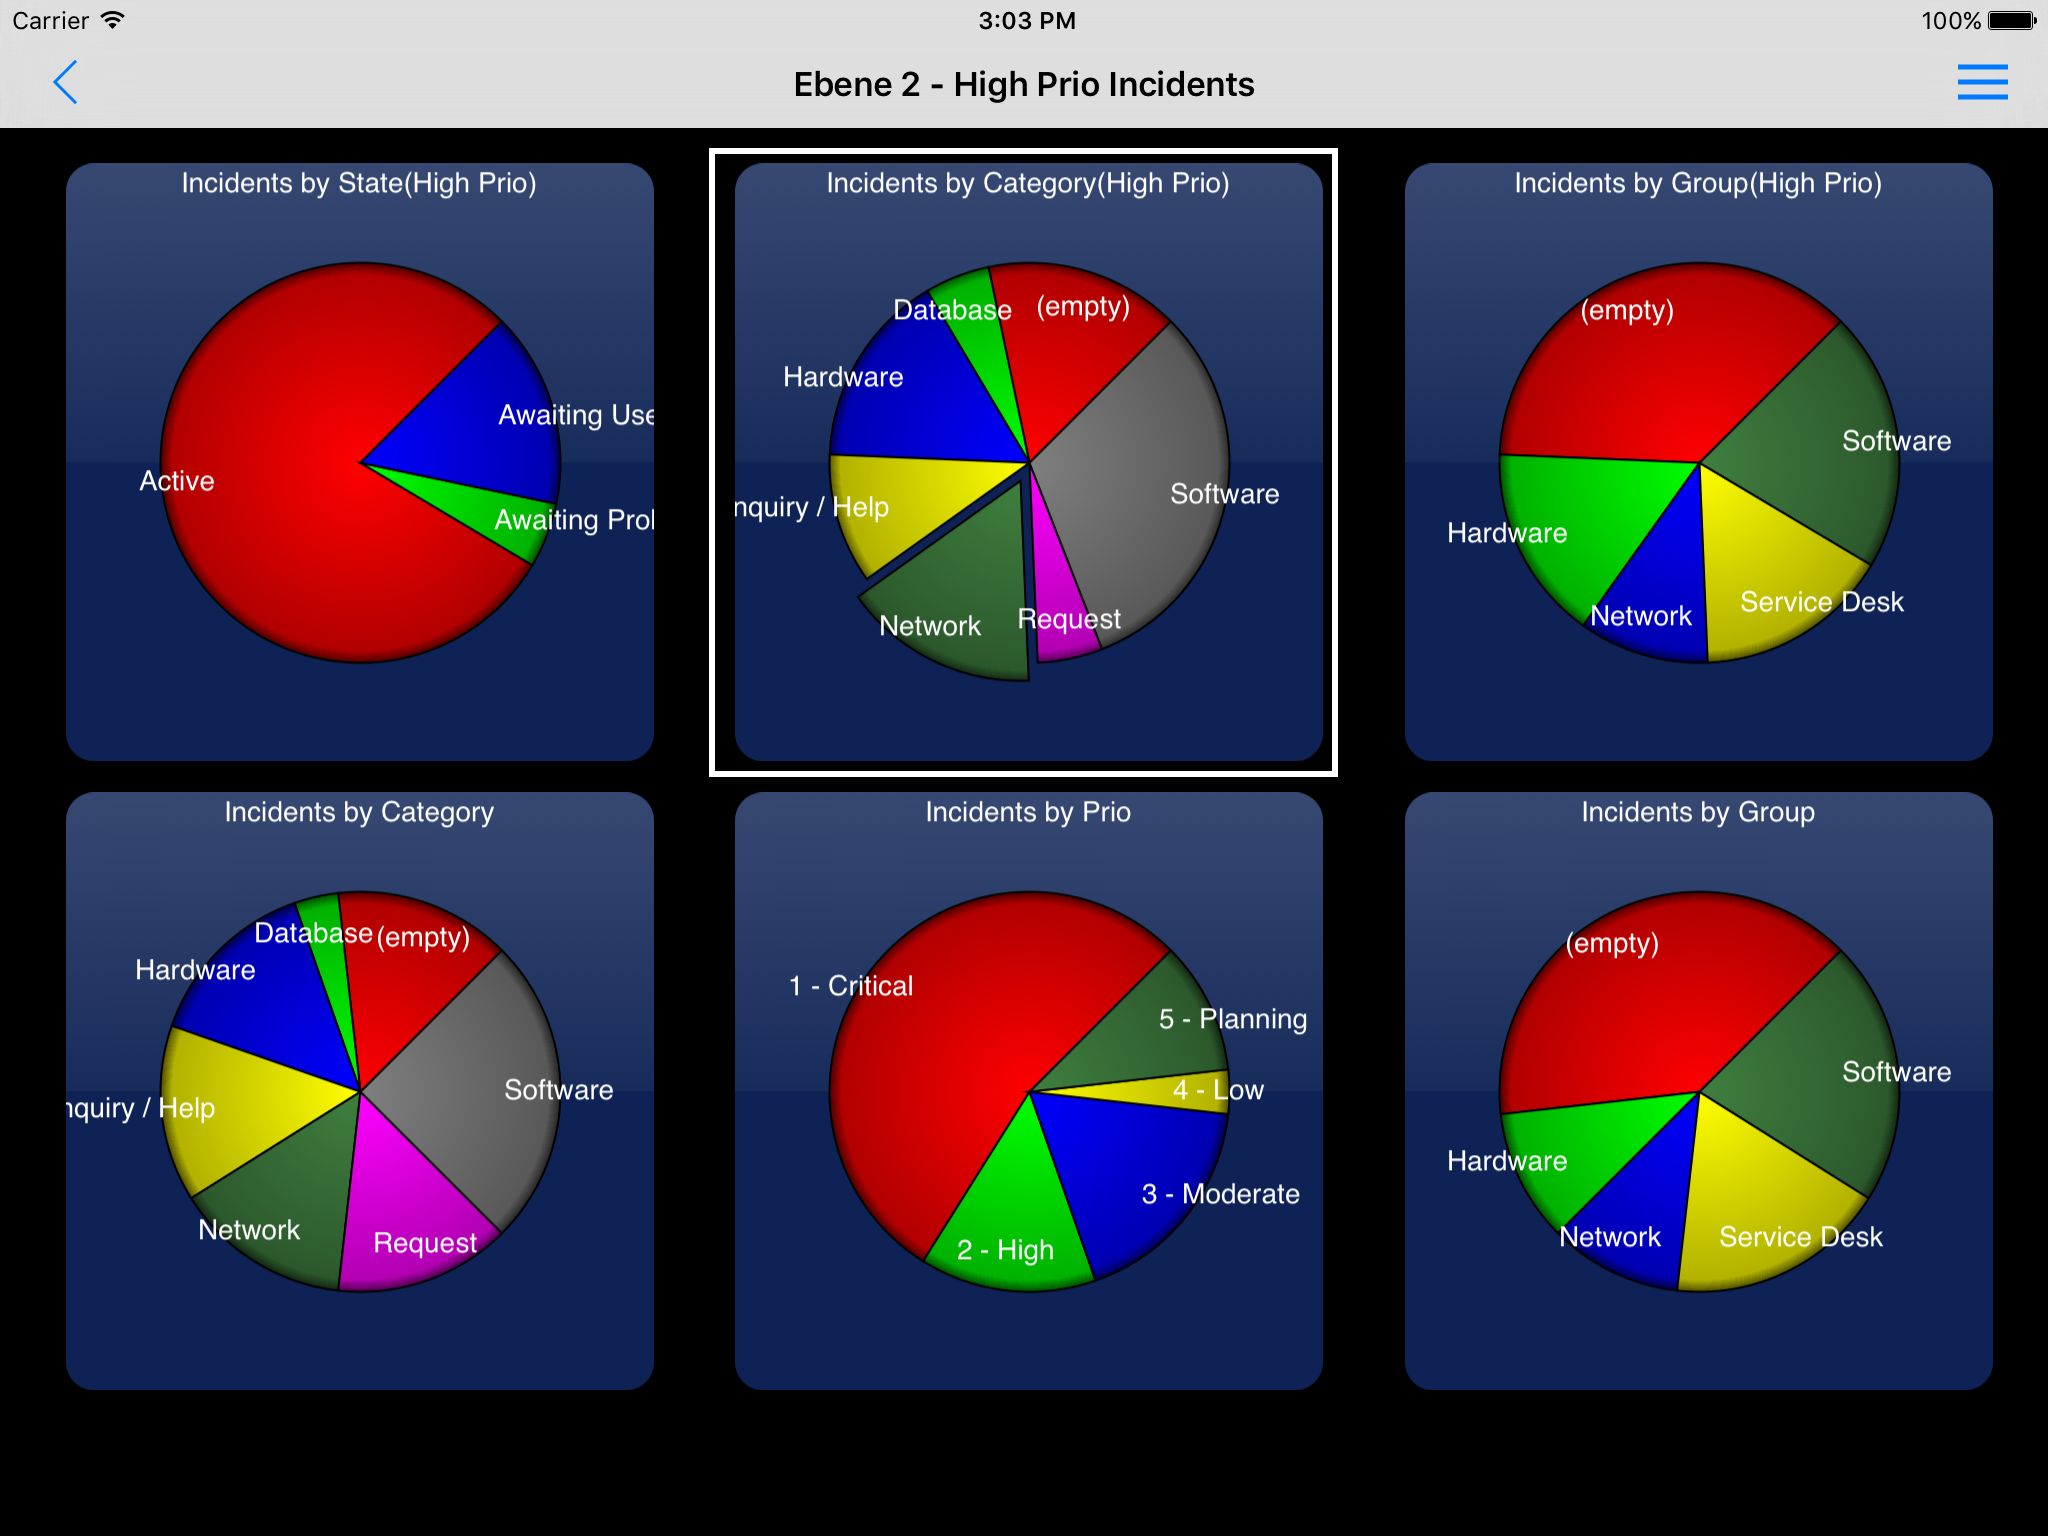 Carrier 3:03 PM 100%
Ebene 2 - High Prio Incidents
Incidents by State(High Prio)
Active
Awaiting Use
Awaiting Prol
Incidents by Category(High Prio)
Database
(empty)
Hardware
nquiry / Help
Software
Network
Request
Incidents by Group(High Prio)
(empty)
Software
Hardware
Network
Service Desk
Incidents by Category
Database
(empty)
Hardware
nquiry / Help
Software
Network
Request
Incidents by Prio
1 - Critical
5 - Planning
4 - Low
3 - Moderate
2 - High
Incidents by Group
(empty)
Software
Hardware
Network
Service Desk